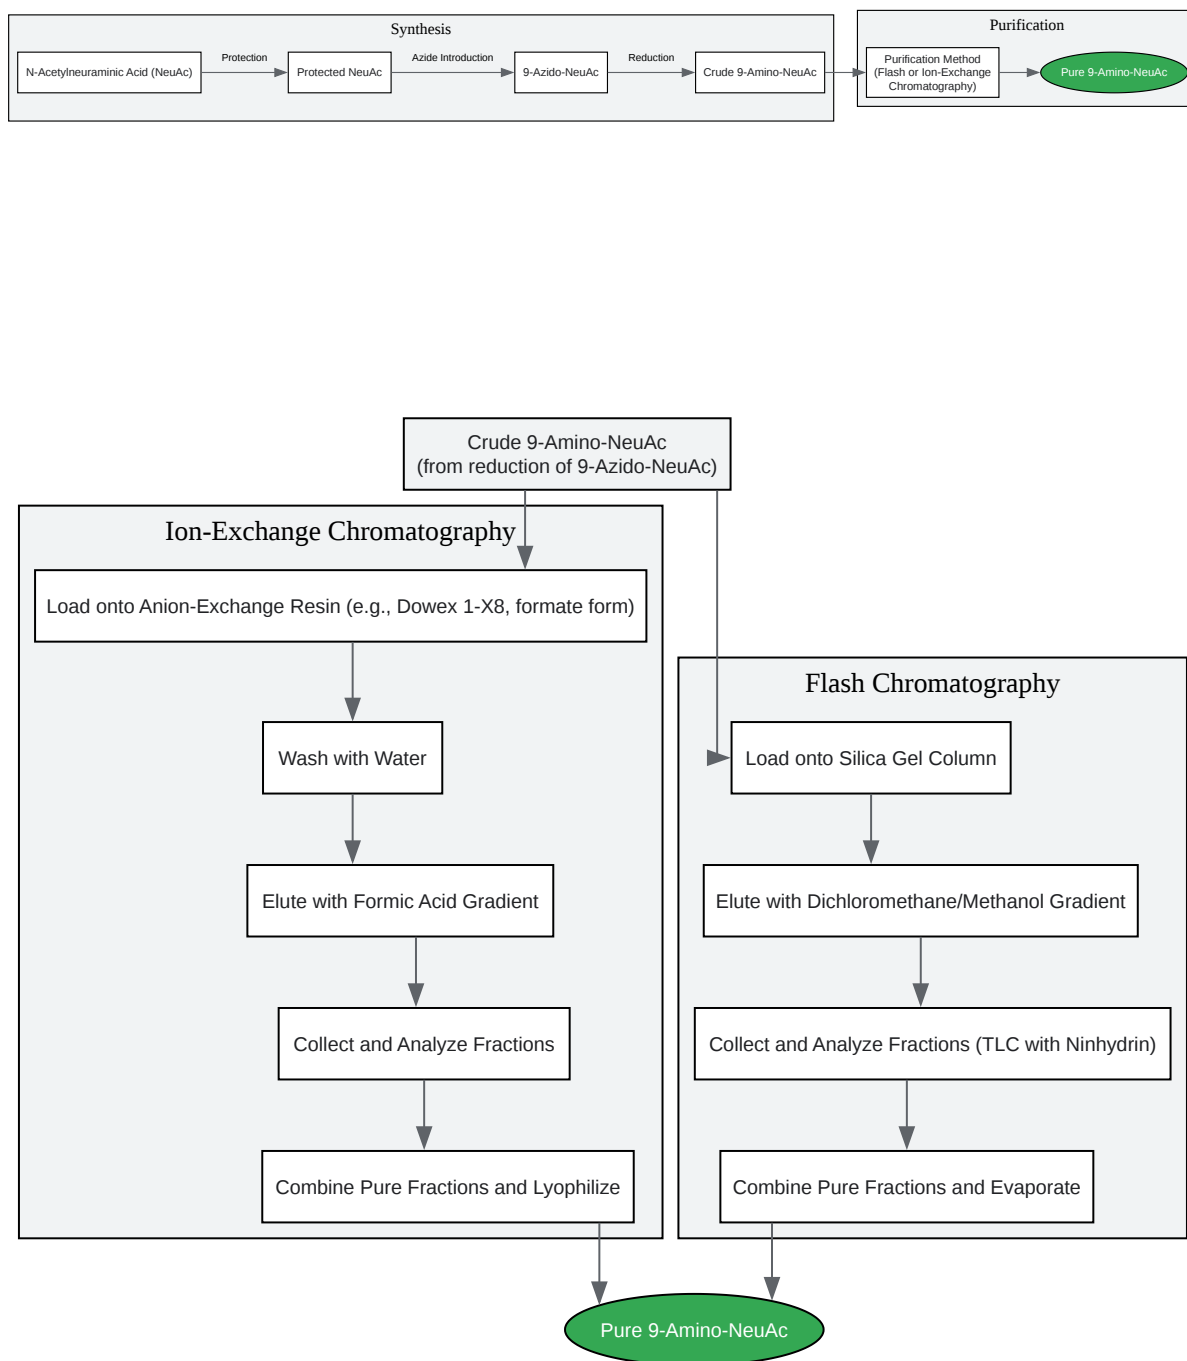 Synthesis
N-Acetylneuraminic Acid (NeuAc)
Protection
Protected NeuAc
Azide Introduction
9-Azido-NeuAc
Reduction
Crude 9-Amino-NeuAc
Purification
Purification Method
(Flash or Ion-Exchange
Chromatography)
Pure 9-Amino-NeuAc
Crude 9-Amino-NeuAc
(from reduction of 9-Azido-NeuAc)
Ion-Exchange Chromatography
Load onto Anion-Exchange Resin (e.g., Dowex 1-X8, formate form)
Wash with Water
Elute with Formic Acid Gradient
Collect and Analyze Fractions
Combine Pure Fractions and Lyophilize
Flash Chromatography
Load onto Silica Gel Column
Elute with Dichloromethane/Methanol Gradient
Collect and Analyze Fractions (TLC with Ninhydrin)
Combine Pure Fractions and Evaporate
Pure 9-Amino-NeuAc